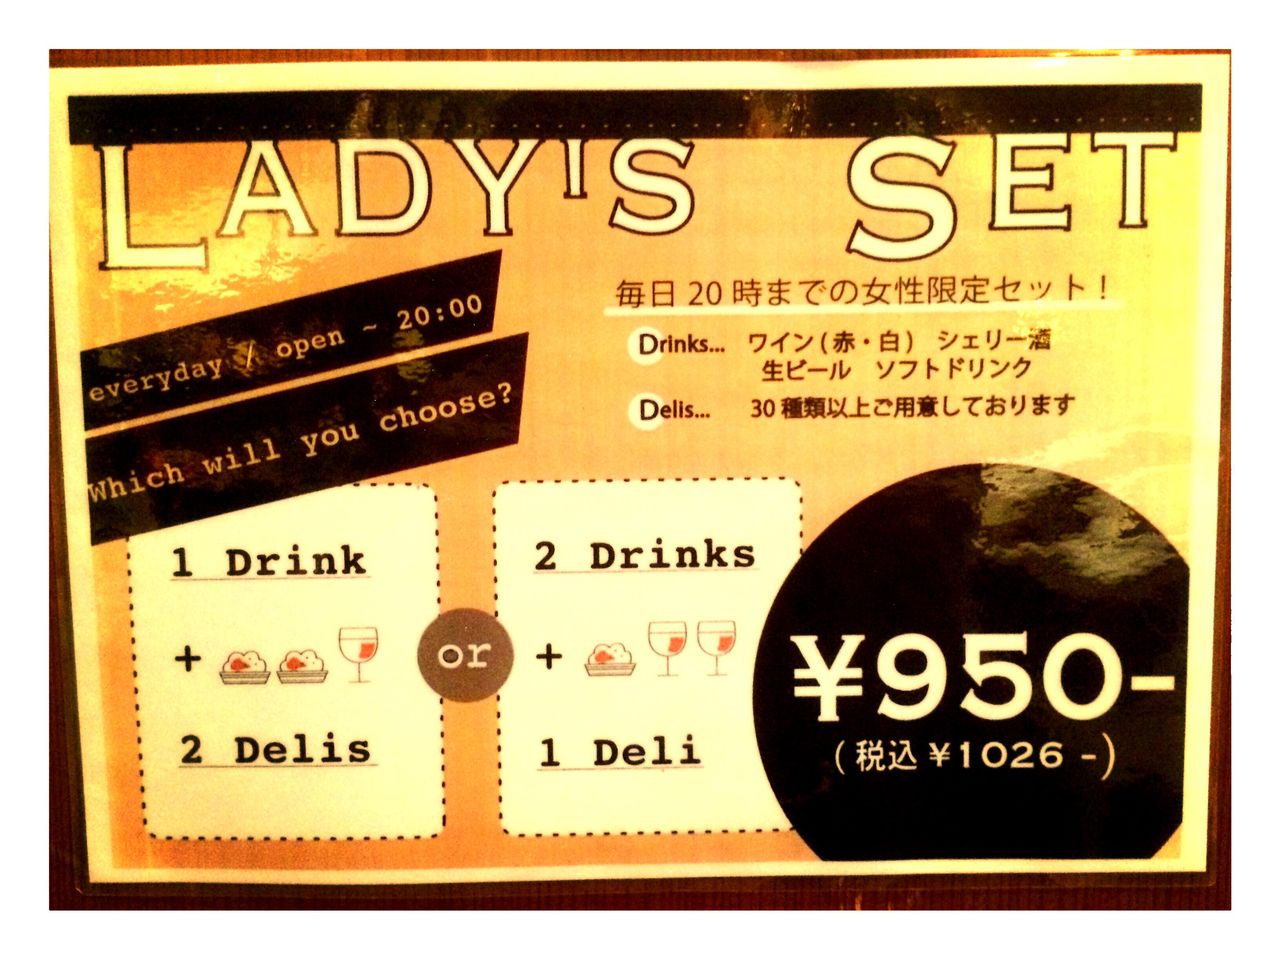 LADY'S SET
everyday / open ~ 20:00
Which will you choose?
毎日20時までの女性限定セット！
Drinks... ワイン(赤・白) シェリー酒
生ビール ソフトドリンク
Delis... 30種類以上ご用意しております
1 Drink
+
2 Delis
or
2 Drinks
+
1 Deli
¥950-
(税込¥1026-)